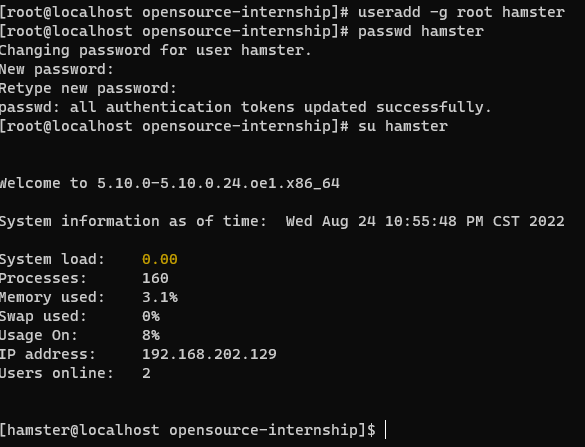 [root@localhost opensource-internship]# useradd -g root hamster
[root@localhost opensource-internship]# passwd hamster
Changing password for user hamster.
New password:
Retype new password:
passwd: all authentication tokens updated successfully.
[root@localhost opensource-internship]# su hamster
Welcome to 5.10.0-5.10.0.24.oe1.x86_64
System information as of time:  Wed Aug 24 10:55:48 PM CST 2022
System load:    0.00
Processes:      160
Memory used:    3.1%
Swap used:      0%
Usage On:       8%
IP address:     192.168.202.129
Users online:   2
[hamster@localhost opensource-internship]$